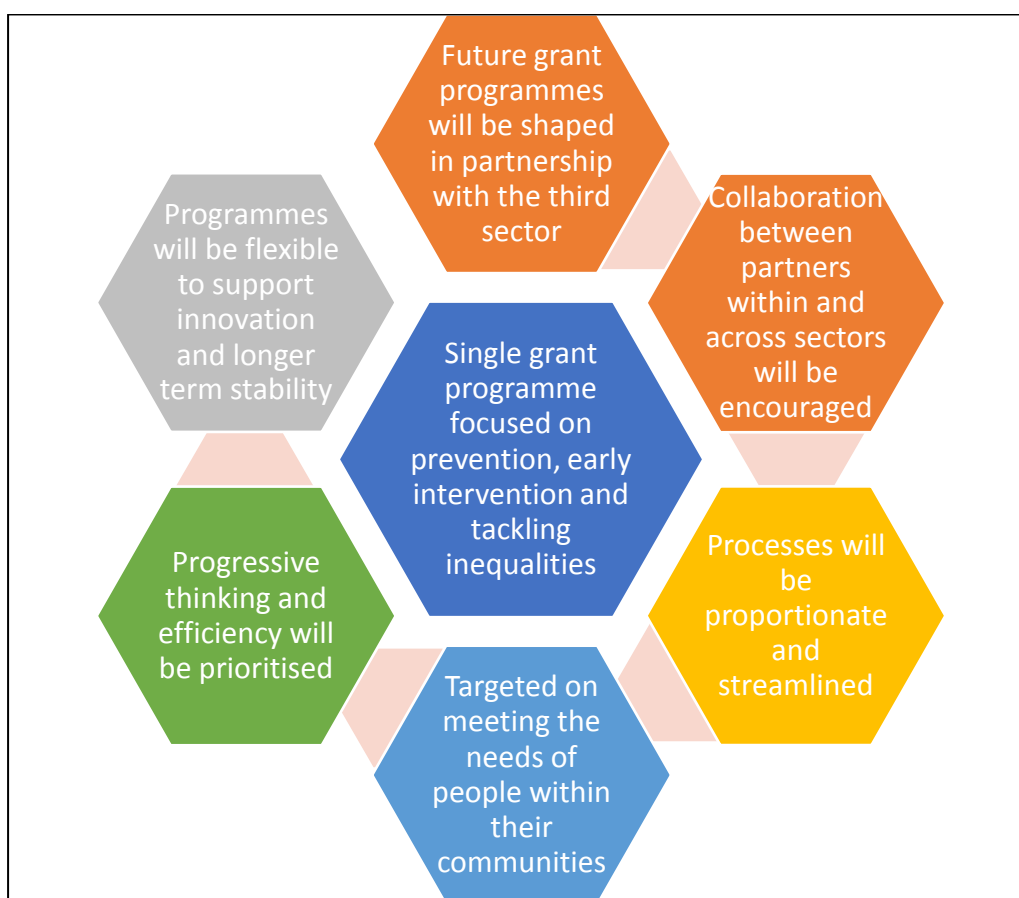 Future grant
programmes
will be shaped
in partnership
with the third
sector
Collaboration
between
partners
within and
across sectors
will be
encouraged
Processes will
be
proportionate
and
streamlined
Targeted on
meeting the
needs of
people within
their
communities
Progressive
thinking and
efficiency will
be prioritised
Programmes
will be flexible
to support
innovation
and longer
term stability
Single grant
programme
focused on
prevention, early
intervention and
tackling
inequalities